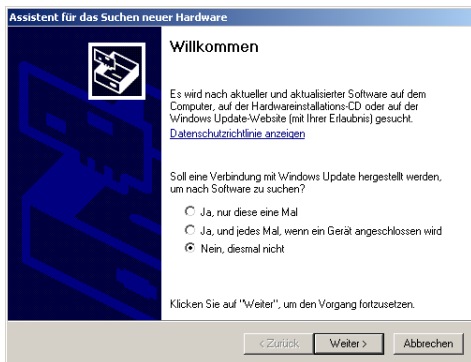 Assistent für das Suchen neuer Hardware
Willkommen
Es wird nach aktueller und aktualisierter Software auf dem
Computer, auf der Hardwareinstallations-CD oder auf der
Windows Update-Website (mit Ihrer Erlaubnis) gesucht.
Datenschutzrichtlinie anzeigen
Soll eine Verbindung mit Windows Update hergestellt werden,
um nach Software zu suchen?
Ja, nur diese eine Mal
Ja, und jedes Mal, wenn ein Gerät angeschlossen wird
Nein, diesmal nicht
Klicken Sie auf "Weiter", um den Vorgang fortzusetzen.
< Zurück Weiter > Abbrechen